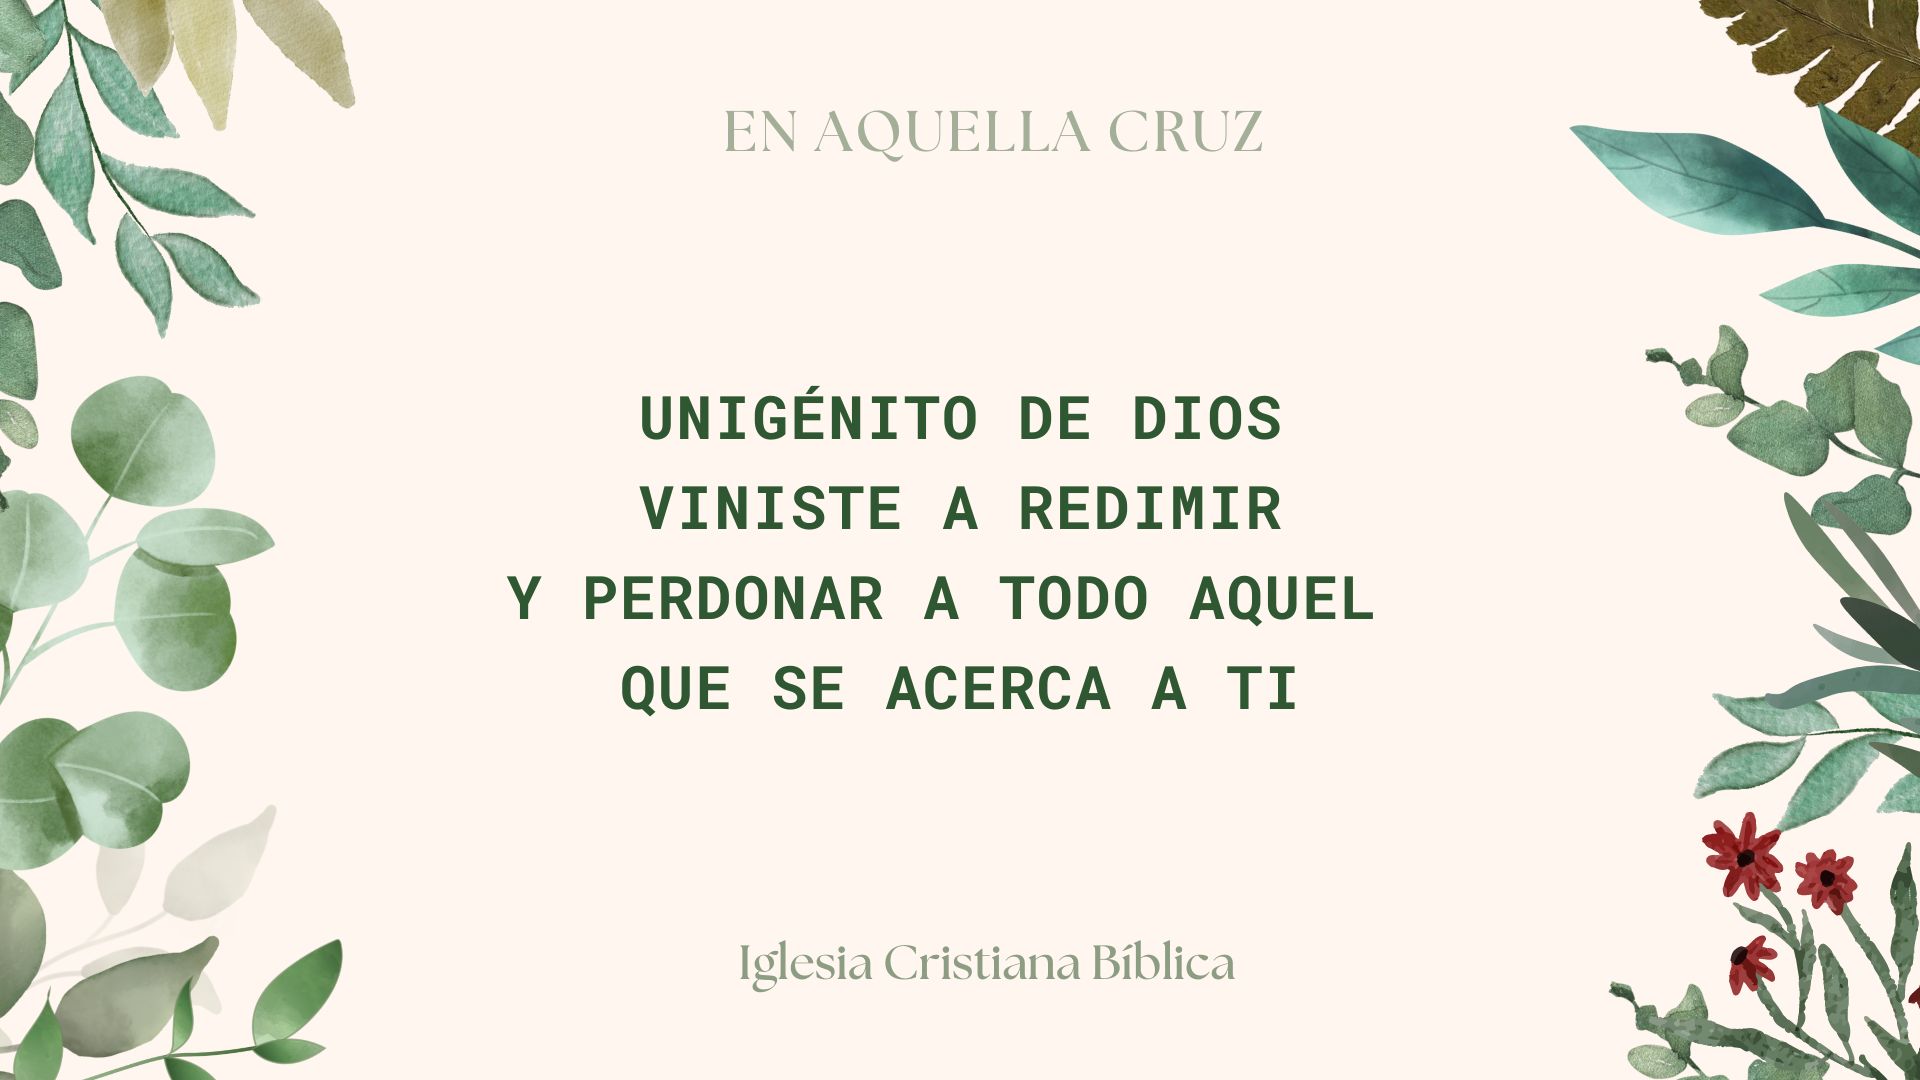 EN AQUELLA CRUZ
UNIGÉNITO DE DIOS
VINISTE A REDIMIR
Y PERDONAR A TODO AQUEL
QUE SE ACERCA A TI
Iglesia Cristiana Bíblica